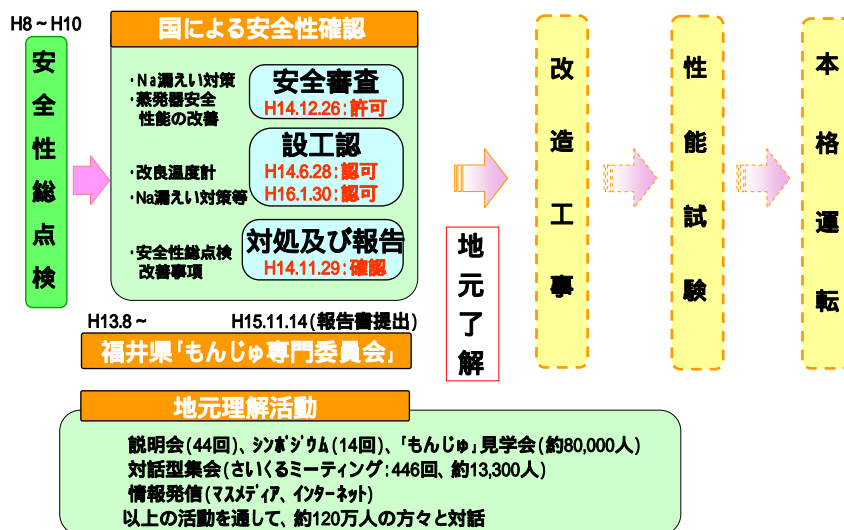 H8～H10
安全性総点検
国による安全性確認
・Na漏えい対策
・蒸発器安全
性能の改善
安全審査
H14.12.26：許可
・改良温度計
・Na漏えい対策等
設工認
H14.6.28：認可
H16.1.30：認可
・安全性総点検
改善事項
対処及び報告
H14.11.29：確認
H13.8～
H15.11.14（報告書提出）
福井県「もんじゅ専門委員会」
地元了解
改造工事
性能試験
本格運転
地元理解活動
説明会（44回）、ｼﾝﾎﾟｼﾞｳﾑ（14回）、「もんじゅ」見学会（約80,000人）
対話型集会（さいくるミーティング：446回、約13,300人）
情報発信（ﾏｽﾒﾃﾞｨｱ、ｲﾝﾀｰﾈｯﾄ）
以上の活動を通して、約120万人の方々と対話